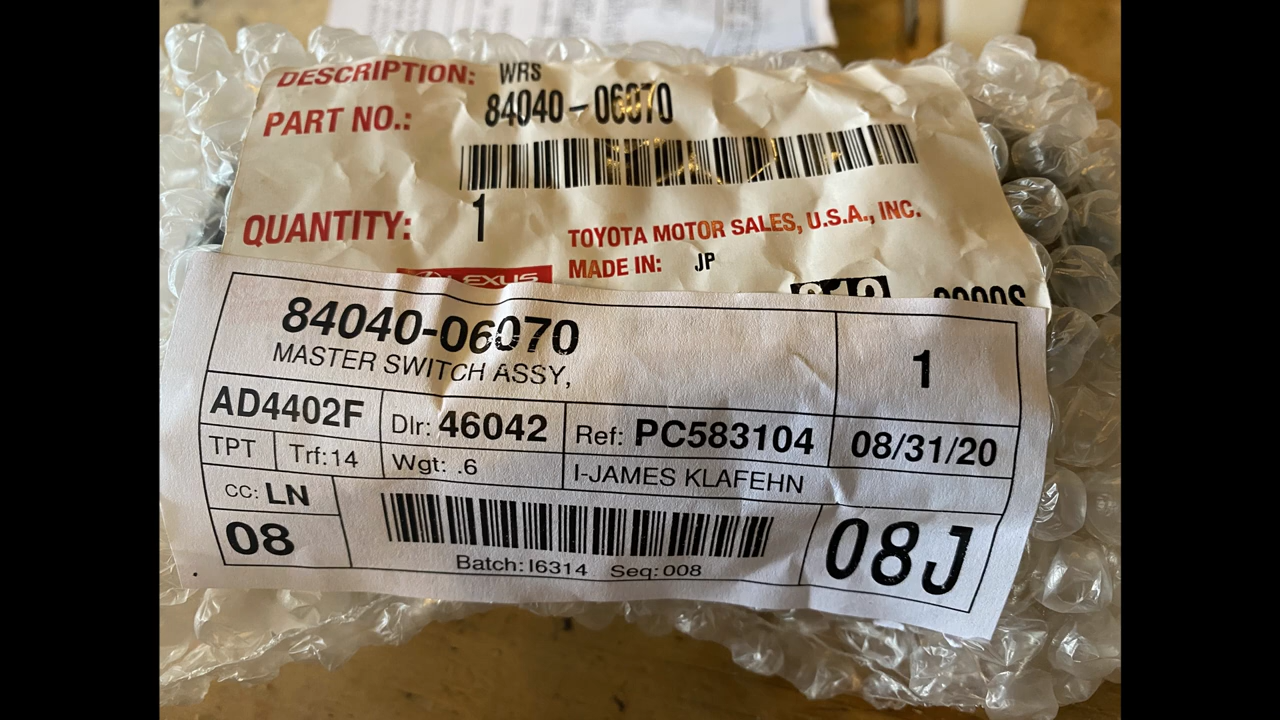 DESCRIPTION: WRS
PART NO.: 84040-06070
QUANTITY: 1
TOYOTA MOTOR SALES, U.S.A., INC.
MADE IN: JP
LEXUS
84040-06070
1
MASTER SWITCH ASSY,
AD4402F
Dlr: 46042
Ref: PC583104
08/31/20
TPT
Trf:14
Wgt: .6
I-JAMES KLAFEHN
CC: LN
08
08J
Batch:I6314 Seq:008